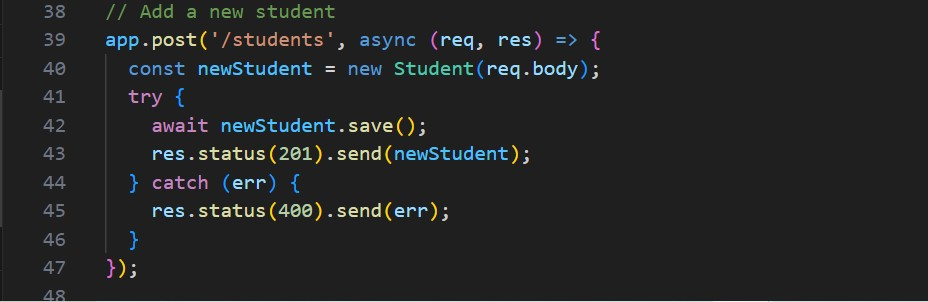 38 // Add a new student
39 app.post('/students', async (req, res) => {
40 const newStudent = new Student(req.body);
41 try {
42 await newStudent.save();
43 res.status(201).send(newStudent);
44 } catch (err) {
45 res.status(400).send(err);
46 }
47 });
48